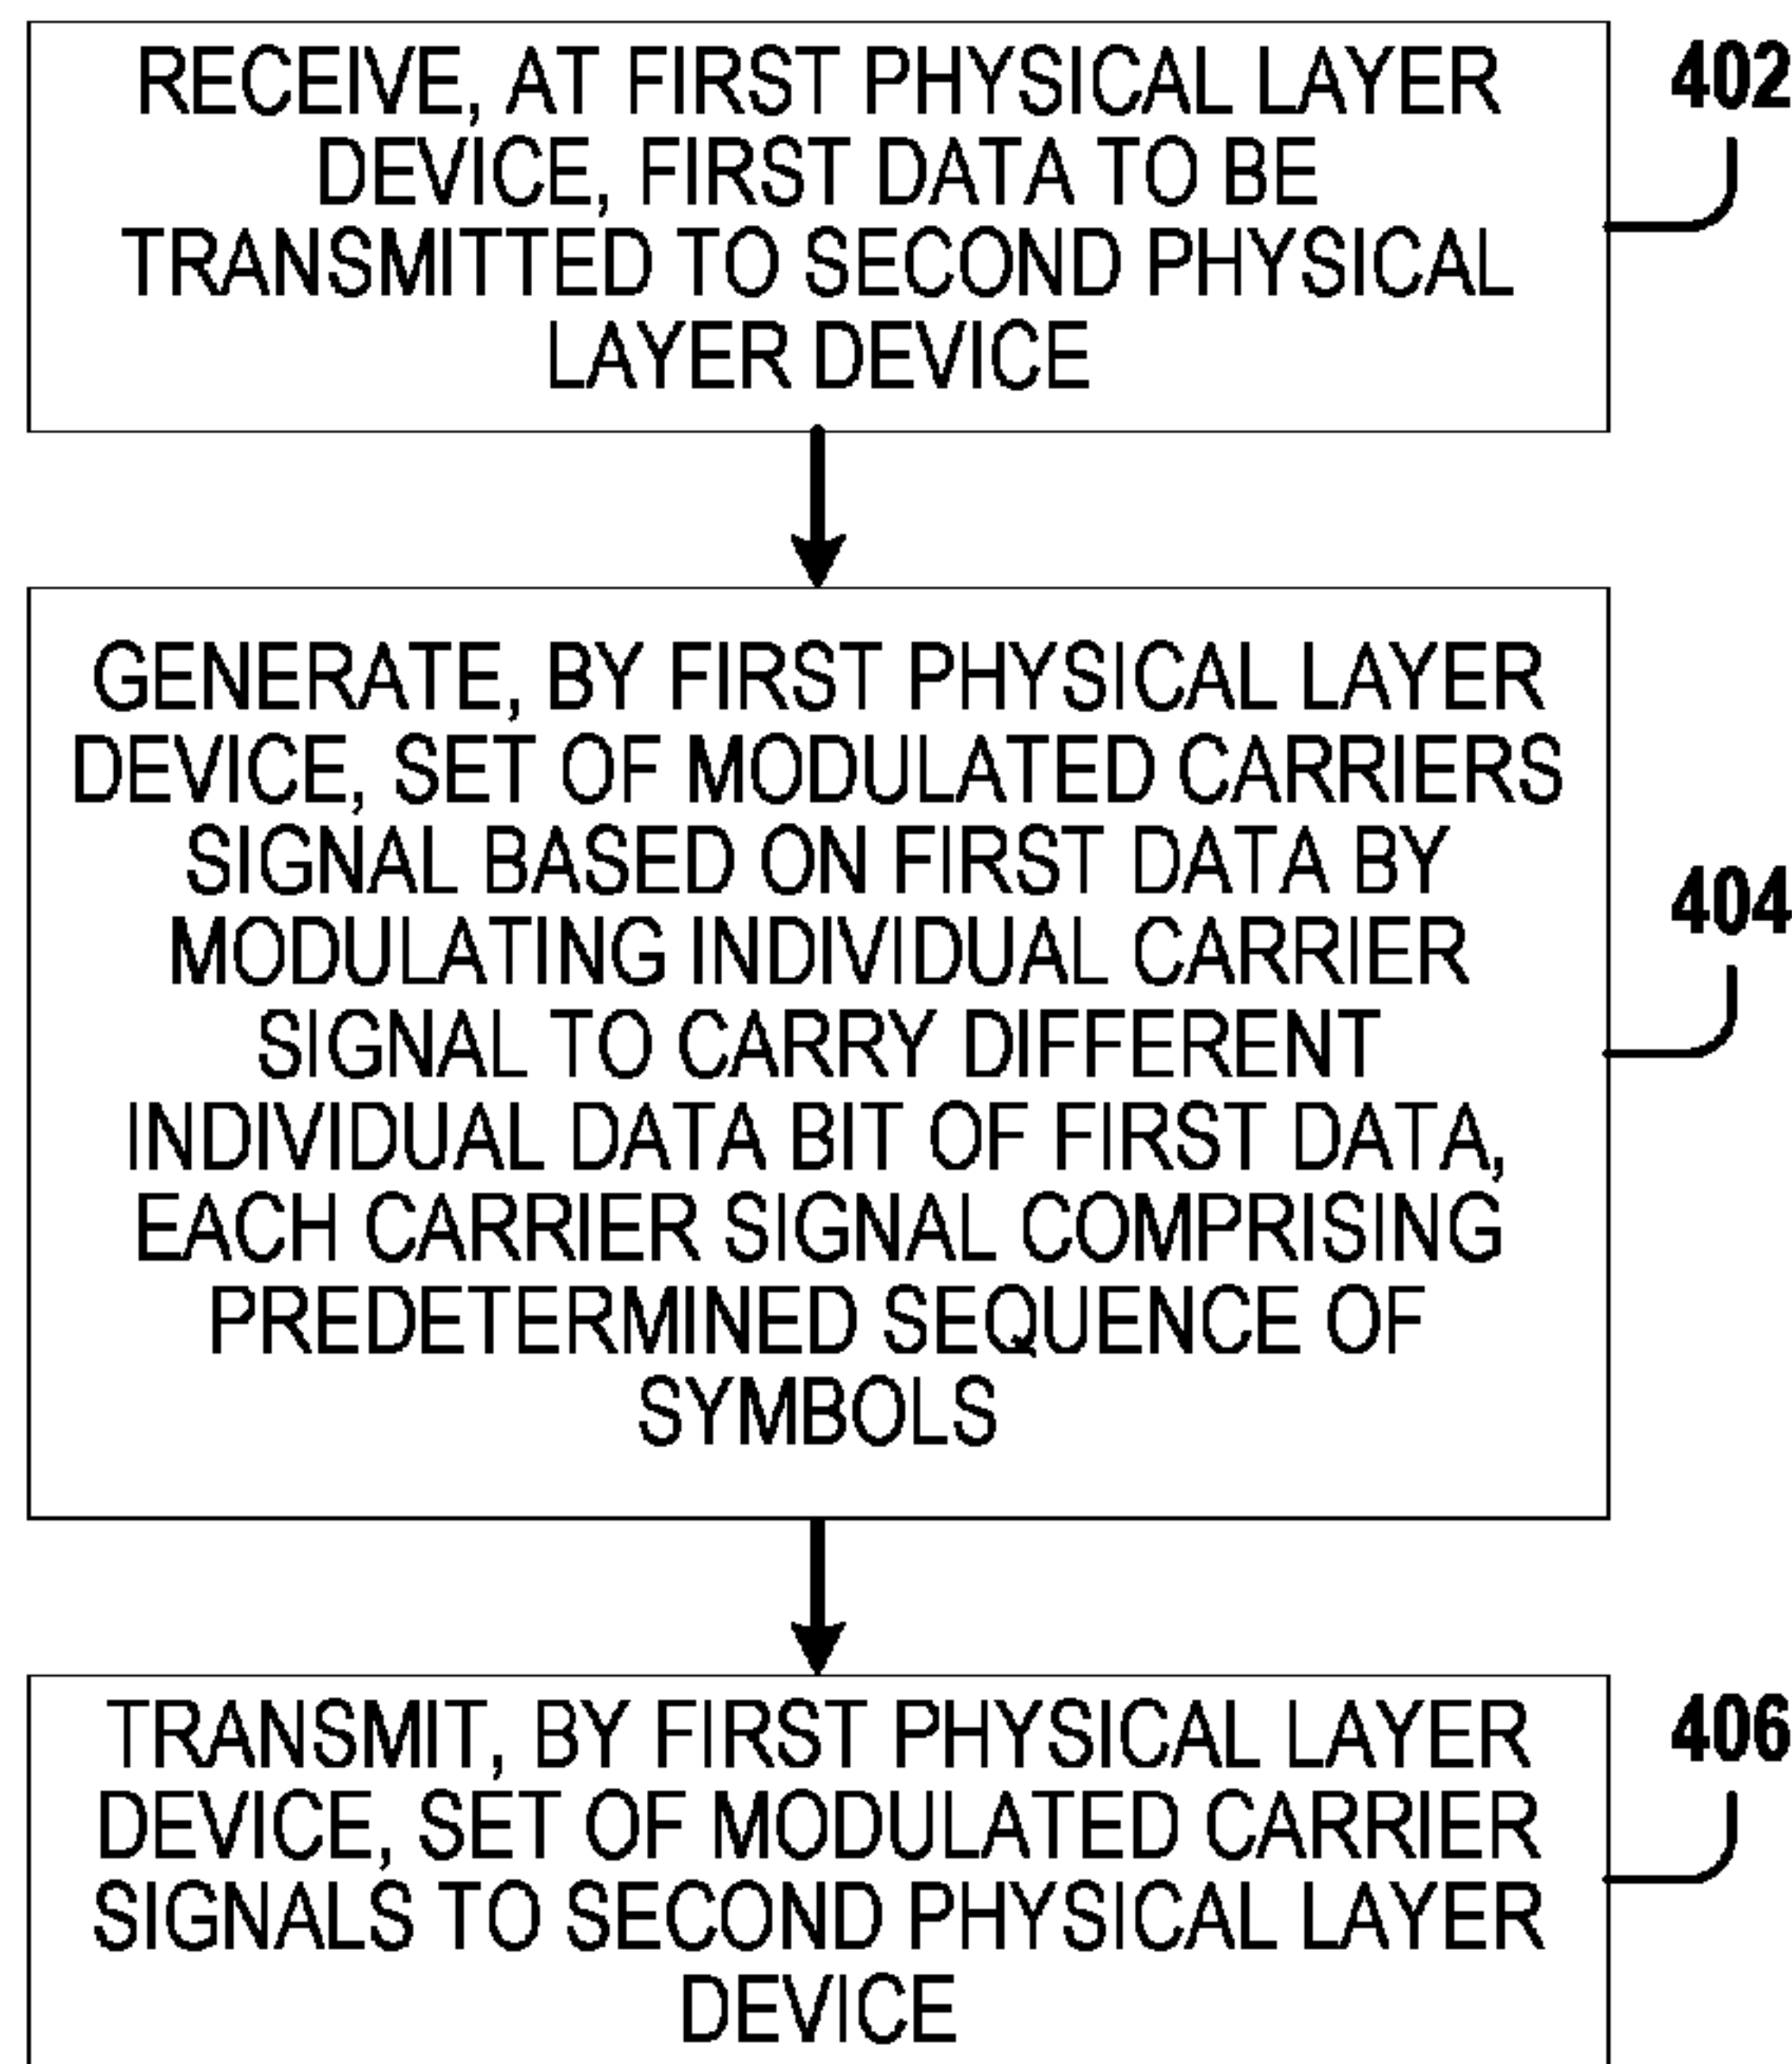 RECEIVE, AT FIRST PHYSICAL LAYER
DEVICE, FIRST DATA TO BE
TRANSMITTED TO SECOND PHYSICAL
LAYER DEVICE
402
GENERATE, BY FIRST PHYSICAL LAYER
DEVICE, SET OF MODULATED CARRIERS
SIGNAL BASED ON FIRST DATA BY
MODULATING INDIVIDUAL CARRIER
SIGNAL TO CARRY DIFFERENT
INDIVIDUAL DATA BIT OF FIRST DATA,
EACH CARRIER SIGNAL COMPRISING
PREDETERMINED SEQUENCE OF
SYMBOLS
404
TRANSMIT, BY FIRST PHYSICAL LAYER
DEVICE, SET OF MODULATED CARRIER
SIGNALS TO SECOND PHYSICAL LAYER
DEVICE
406